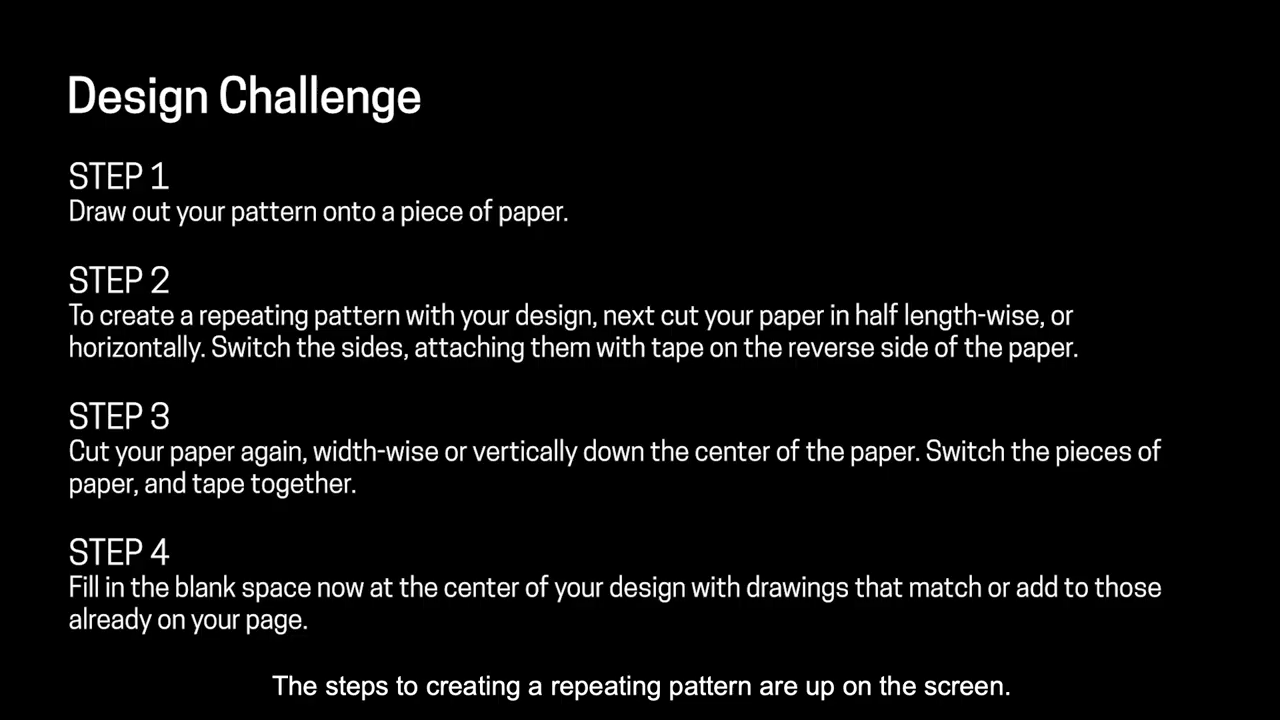 Design Challenge
STEP 1
Draw out your pattern onto a piece of paper.
STEP 2
To create a repeating pattern with your design, next cut your paper in half length-wise, or
horizontally. Switch the sides, attaching them with tape on the reverse side of the paper.
STEP 3
Cut your paper again, width-wise or vertically down the center of the paper. Switch the pieces of
paper, and tape together.
STEP 4
Fill in the blank space now at the center of your design with drawings that match or add to those
already on your page.
The steps to creating a repeating pattern are up on the screen.